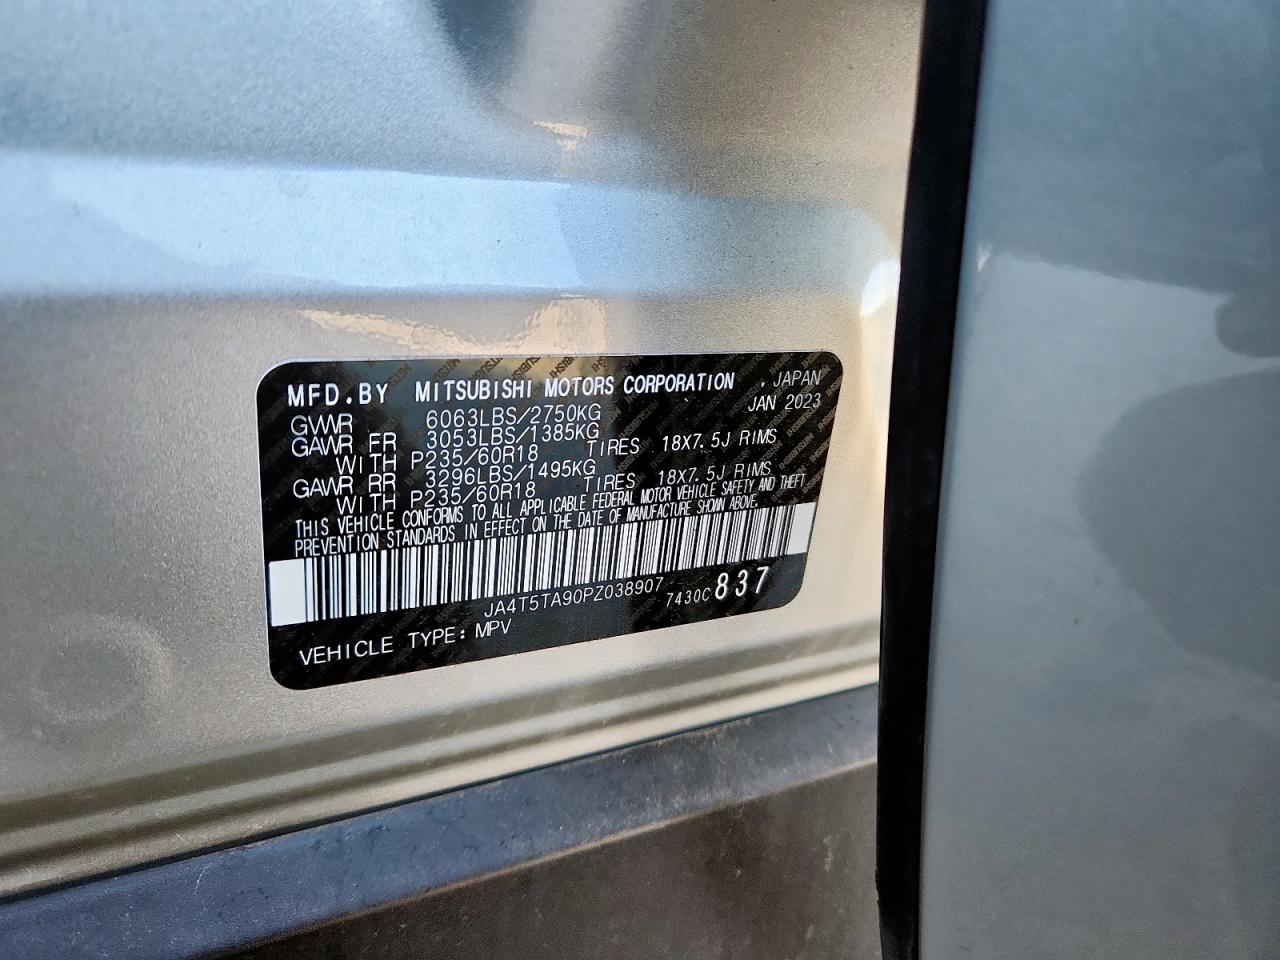 MFD.BY MITSUBISHI MOTORS CORPORATION , JAPAN
GVWR 6063LBS/2750KG JAN 2023
GAWR FR 3053LBS/1385KG
WITH P235/60R18 TIRES 18X7.5J RIMS
GAWR RR 3296LBS/1495KG
WITH P235/60R18 TIRES 18X7.5J RIMS
THIS VEHICLE CONFORMS TO ALL APPLICABLE FEDERAL MOTOR VEHICLE SAFETY AND THEFT
PREVENTION STANDARDS IN EFFECT ON THE DATE OF MANUFACTURE SHOWN ABOVE.
JA4T5TA90PZ038907 7430C 837
VEHICLE TYPE: MPV